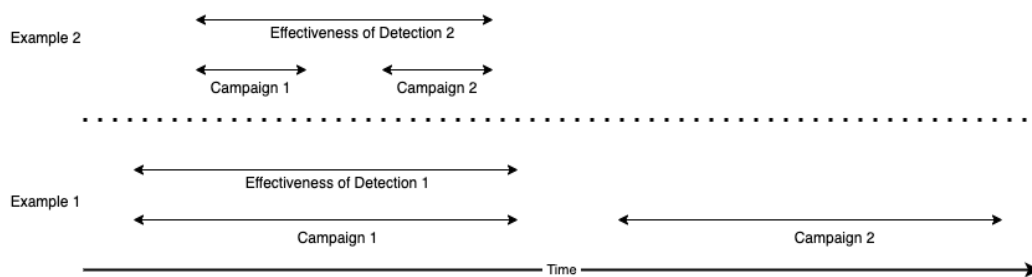 Example 2
Effectiveness of Detection 2
Campaign 1
Campaign 2
Effectiveness of Detection 1
Example 1
Campaign 1
Campaign 2
Time